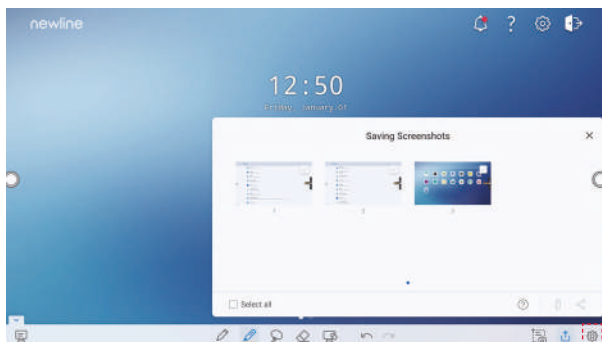 newline
12:50
Friday, January 01
Saving Screenshots
1
2
3
Select all